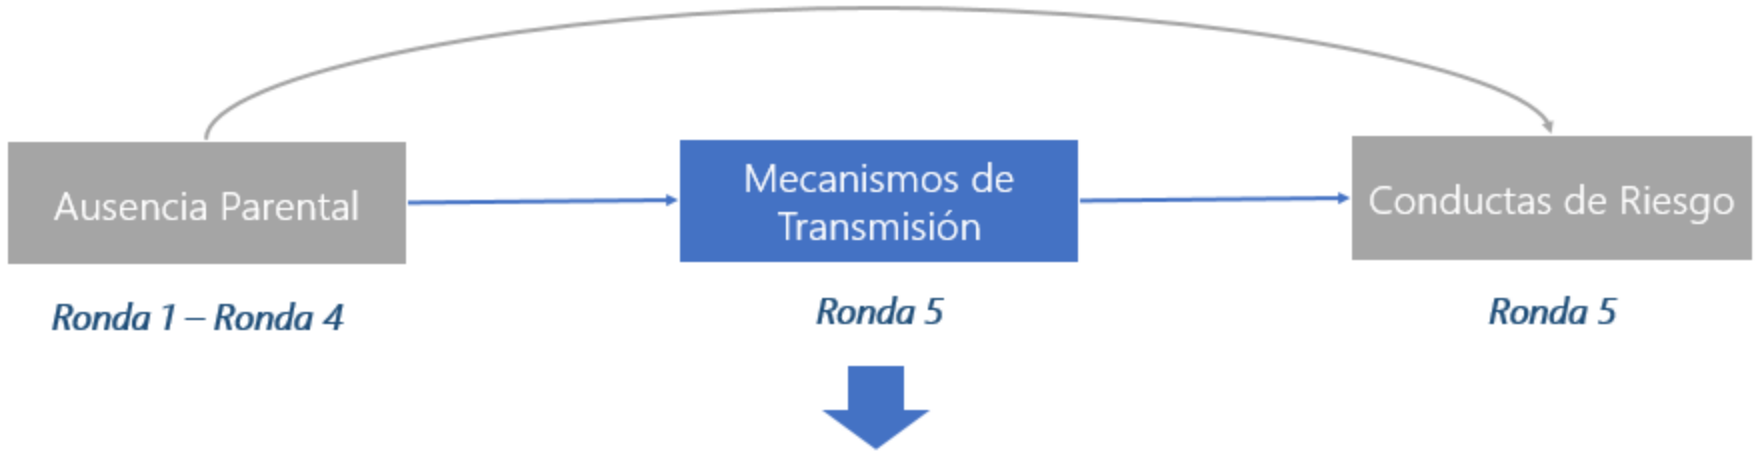 Ausencia Parental
Mecanismos de
Transmisión
Conductas de Riesgo
Ronda 1 – Ronda 4
Ronda 5
Ronda 5